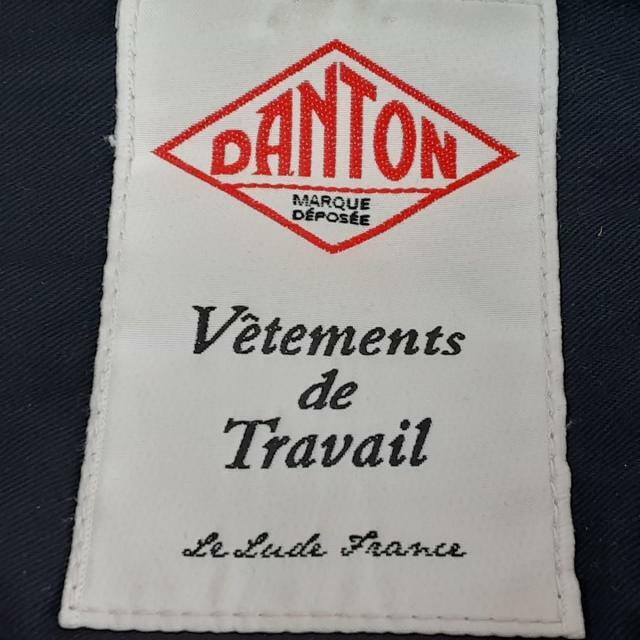 DANTON
MARQUE
DÉPOSÉE
Vêtements
de
Travail
Le Lude France